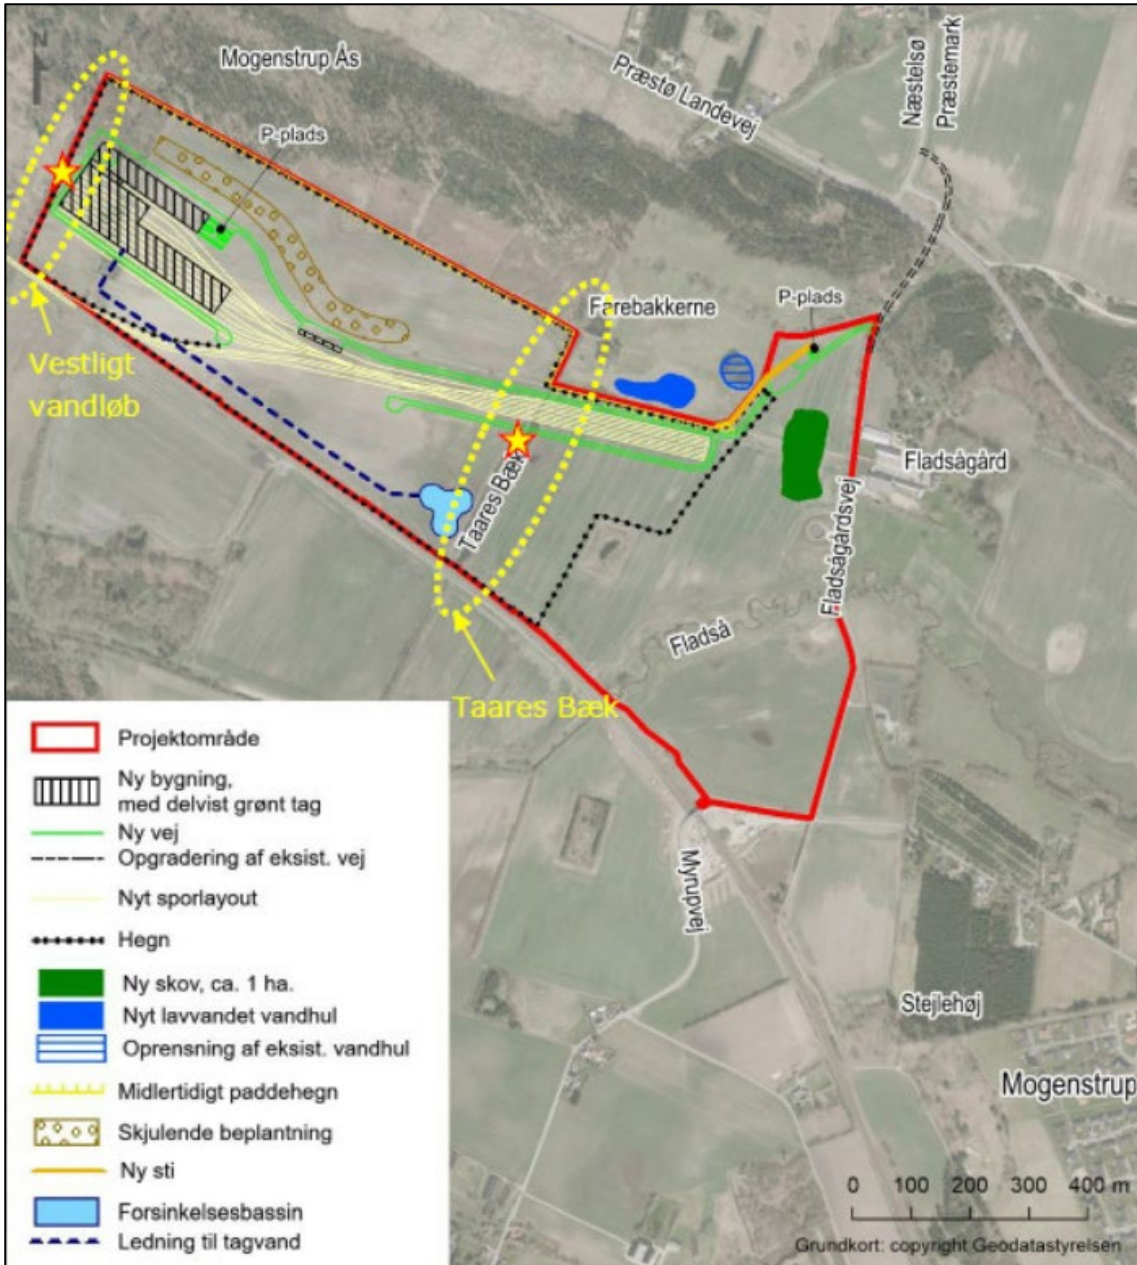 N
Mogenstrup Ås
P-plads
Præstø Landevej
Næstelsø
Præstemark
Vestligt
vandløb
Farebakkerne
P-plads
Fladsågård
Taares Bæk
Fladsågårdsvej
Fladså
Taares Bæk
Myrupvej
Stejlehøj
Mogenstrup
Projektområde
Ny bygning,
med delvist grønt tag
Ny vej
Opgradering af eksist. vej
Nyt sporlayout
Hegn
Ny skov, ca. 1 ha.
Nyt lavvandet vandhul
Oprensning af eksist. vandhul
Midlertidigt paddehegn
Skjulende beplantning
Ny sti
Forsinkelsesbassin
Ledning til tagvand
0 100 200 300 400 m
Grundkort: copyright Geodatastyrelsen